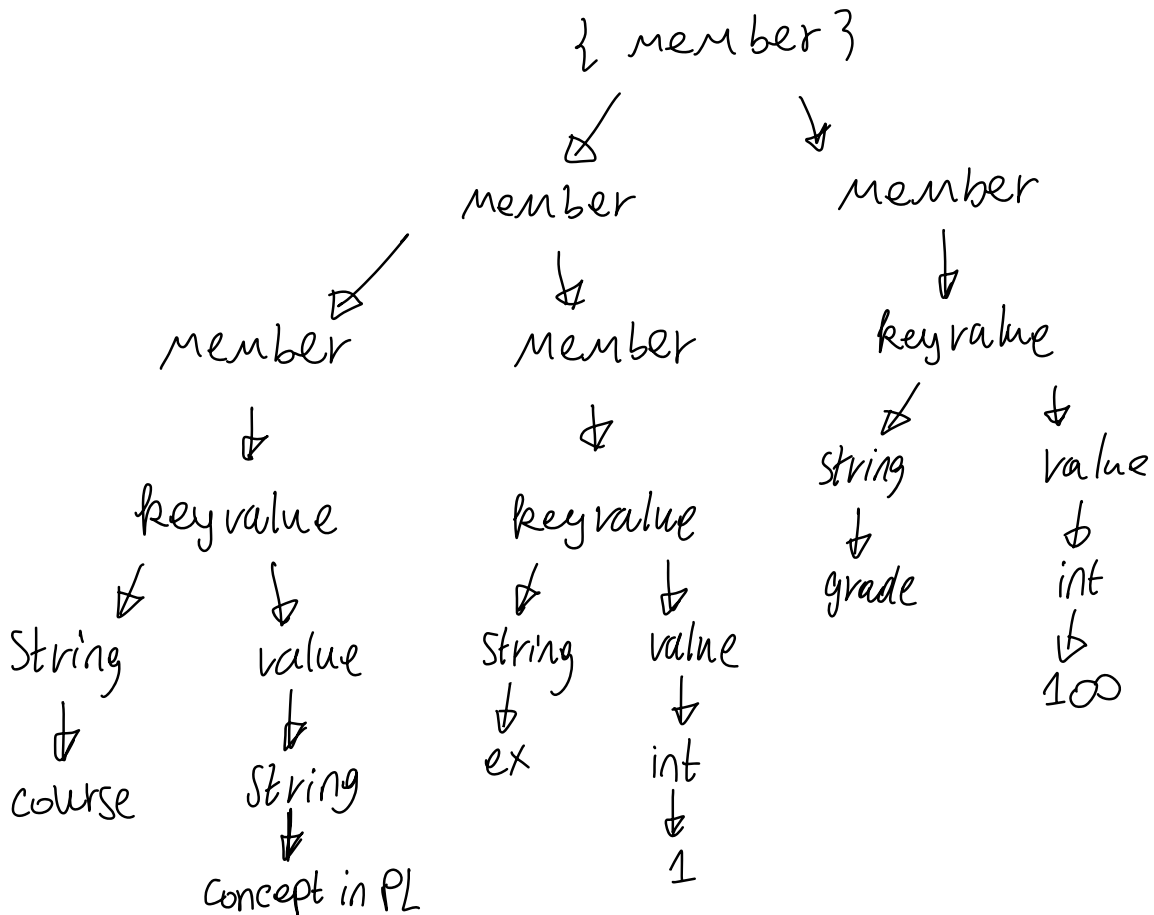 { member }
member member
member member keyvalue
string value
keyvalue keyvalue int
grade
String value string value 100
ex int
course String
1
Concept in PL